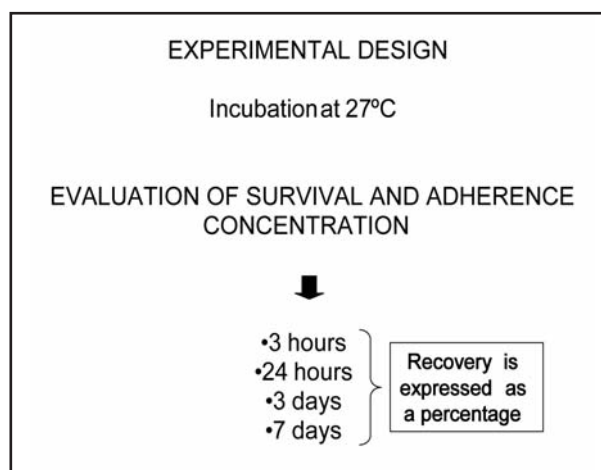 EXPERIMENTAL DESIGN
Incubation at 27ºC
EVALUATION OF SURVIVAL AND ADHERENCE
CONCENTRATION
•3 hours
•24 hours
•3 days
•7 days
Recovery is
expressed as
a percentage